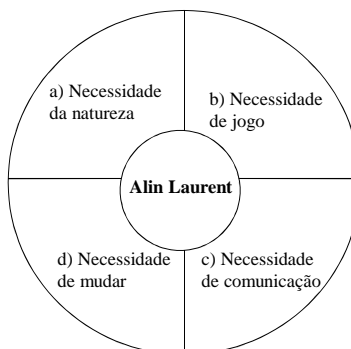 a) Necessidade
da natureza
b) Necessidade
de jogo
Alin Laurent
d) Necessidade
de mudar
c) Necessidade
de comunicação